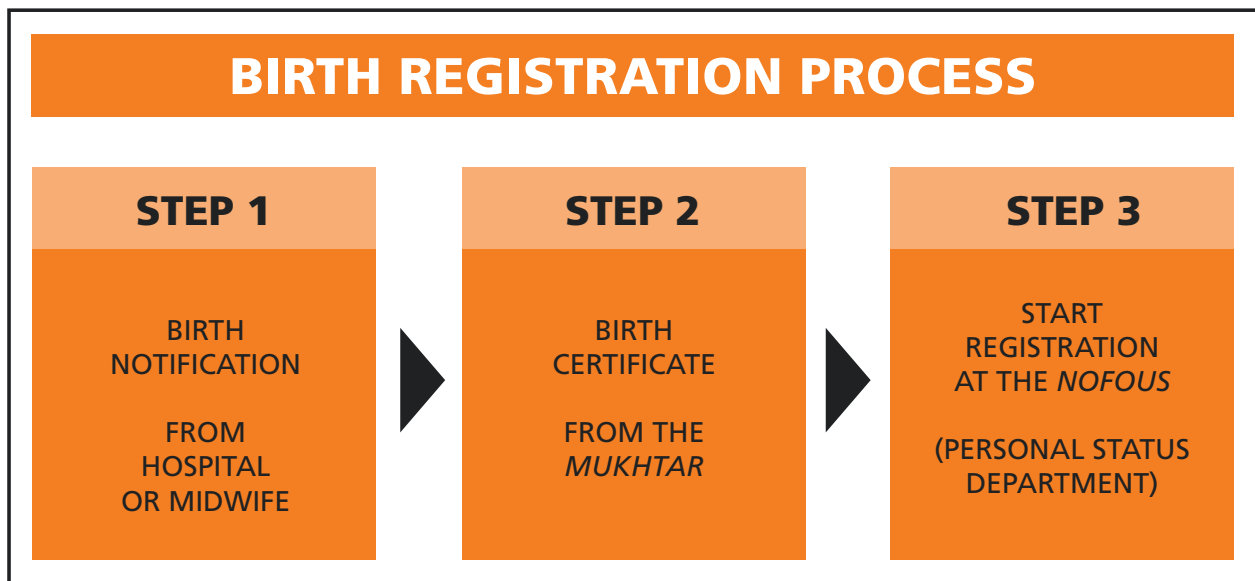 BIRTH REGISTRATION PROCESS
STEP 1
BIRTH
NOTIFICATION
FROM
HOSPITAL
OR MIDWIFE
STEP 2
BIRTH
CERTIFICATE
FROM THE
MUKHTAR
STEP 3
START
REGISTRATION
AT THE NOFOUS
(PERSONAL STATUS
DEPARTMENT)